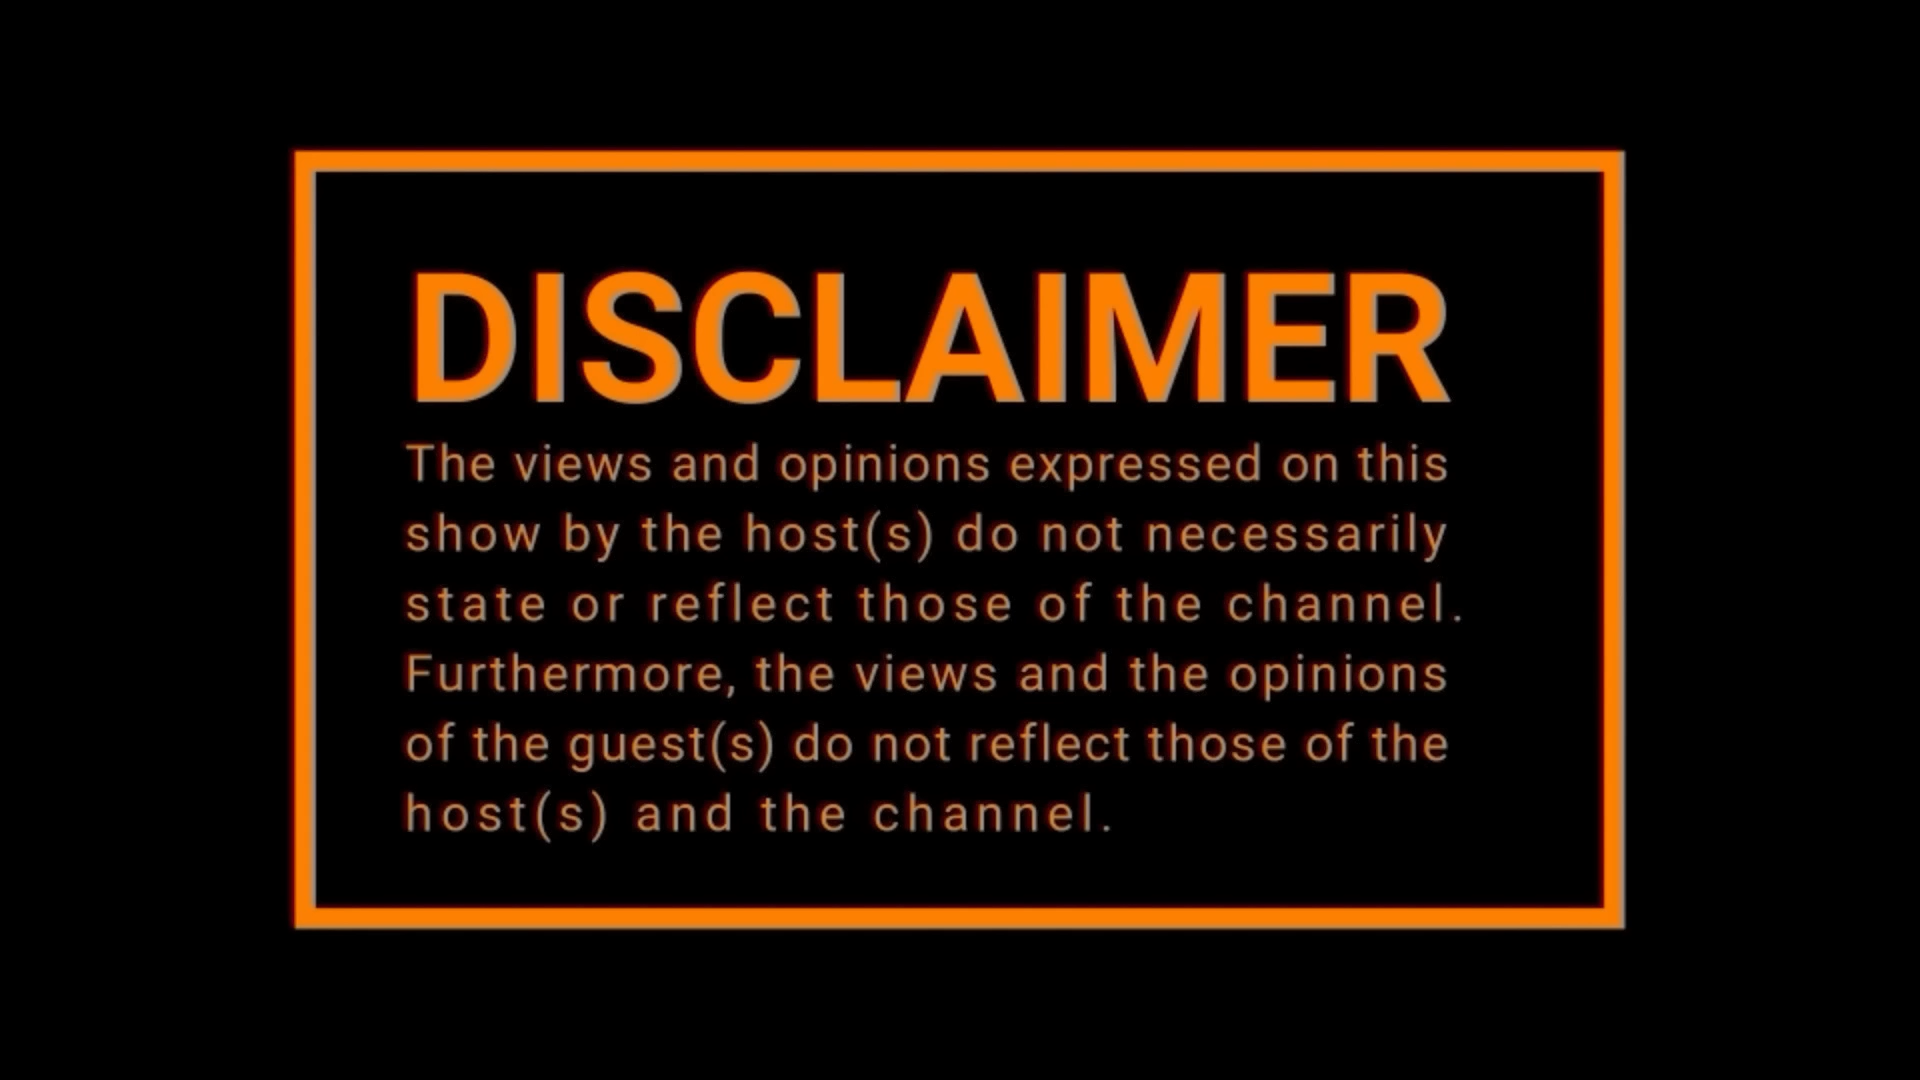 DISCLAIMER
The views and opinions expressed on this
show by the host(s) do not necessarily
state or reflect those of the channel.
Furthermore, the views and the opinions
of the guest(s) do not reflect those of the
host(s) and the channel.